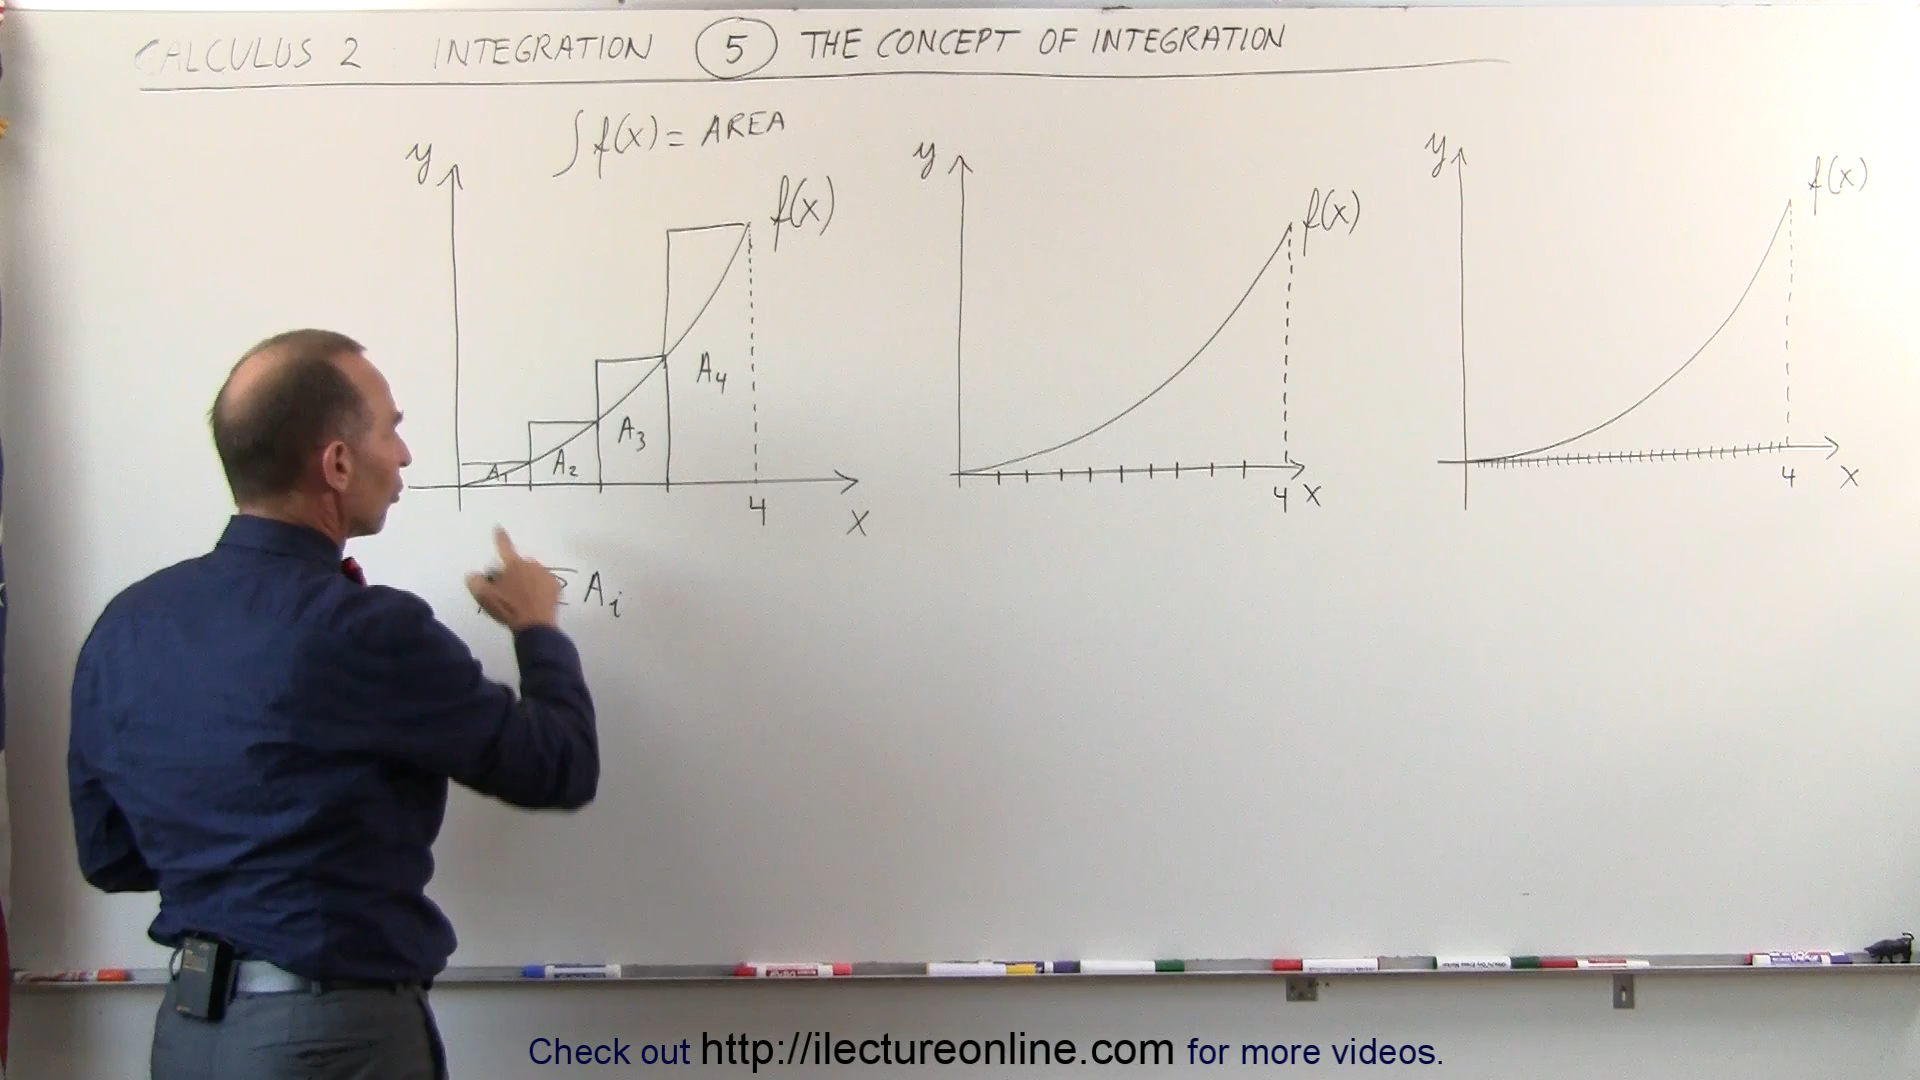 CALCULUS 2 INTEGRATION 5 THE CONCEPT OF INTEGRATION
∫ f(x) = AREA
y
f(x)
A1 A2 A3 A4
4
x
Ai
y
f(x)
4 x
y
f(x)
4
x
Check out http://ilectureonline.com for more videos.